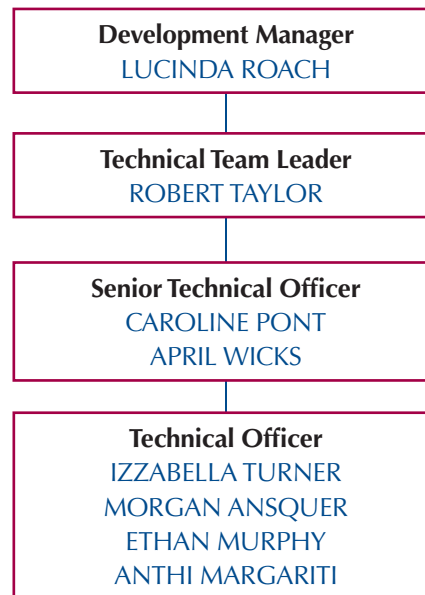 Development Manager
LUCINDA ROACH
Technical Team Leader
ROBERT TAYLOR
Senior Technical Officer
CAROLINE PONT
APRIL WICKS
Technical Officer
IZZABELLA TURNER
MORGAN ANSQUER
ETHAN MURPHY
ANTHI MARGARITI